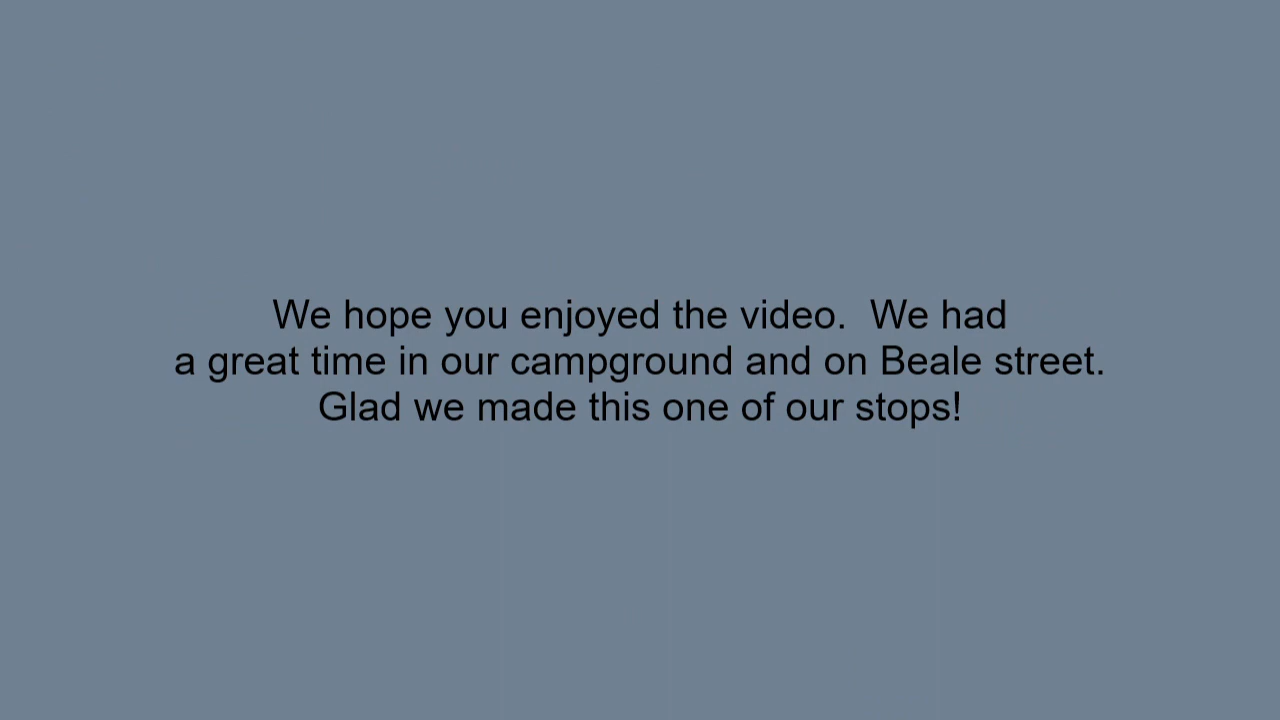 We hope you enjoyed the video.  We had
a great time in our campground and on Beale street.
Glad we made this one of our stops!